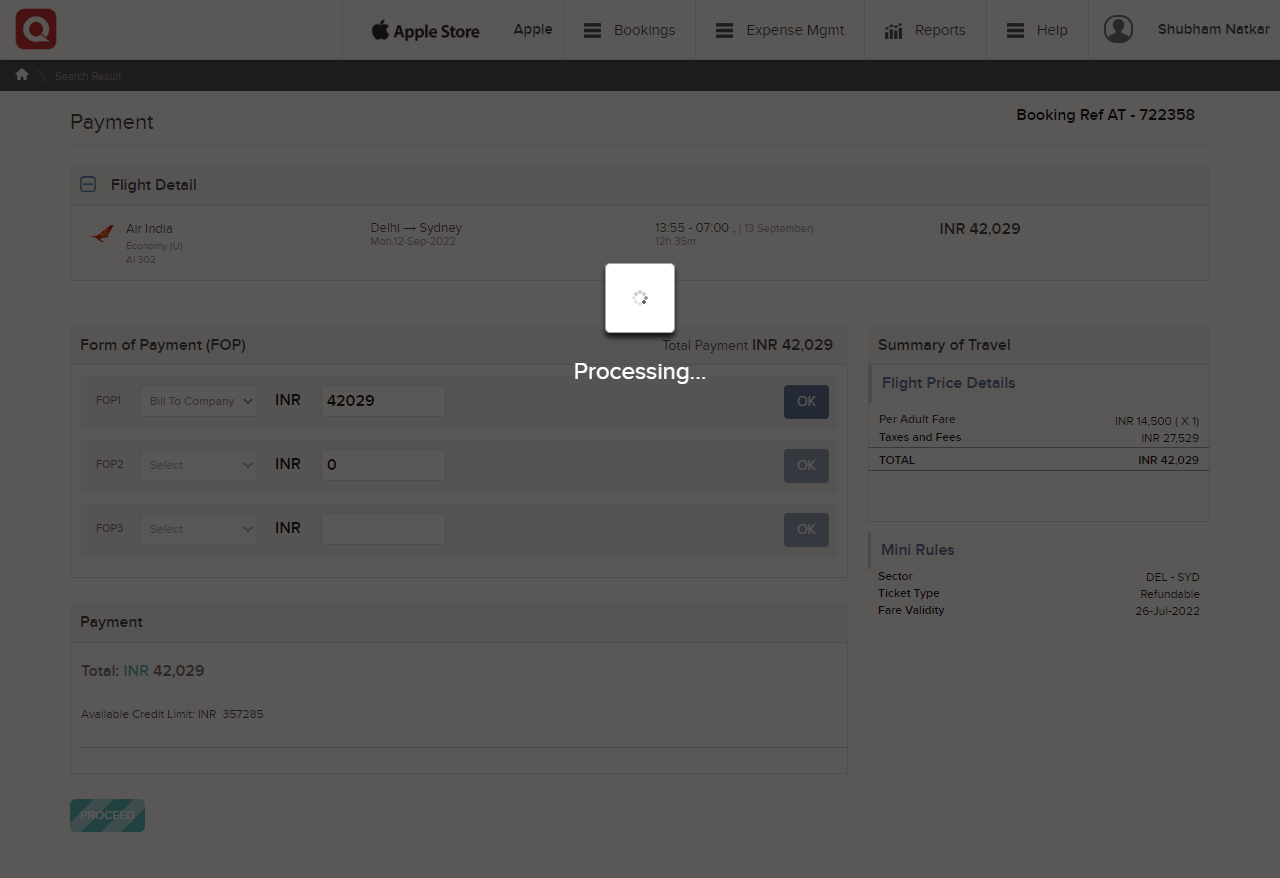 Apple Store Apple Bookings Expense Mgmt Reports Help Shubham Natkar
Search Result
Payment
Booking Ref AT - 722358
Flight Detail
Air India
Economy (U)
AI 302
Delhi → Sydney
Mon,12-Sep-2022
13:55 - 07:00 , ( 13 September)
12h 35m
INR 42,029
Processing...
Form of Payment (FOP) Total Payment INR 42,029
FOP1 Bill To Company INR 42029 OK
FOP2 Select INR 0 OK
FOP3 Select INR OK
Summary of Travel
Flight Price Details
Per Adult Fare INR 14,500 ( X 1)
Taxes and Fees INR 27,529
TOTAL INR 42,029
Mini Rules
Sector DEL - SYD
Ticket Type Refundable
Fare Validity 26-Jul-2022
Payment
Total: INR 42,029
Available Credit Limit: INR 357285
PROCEED